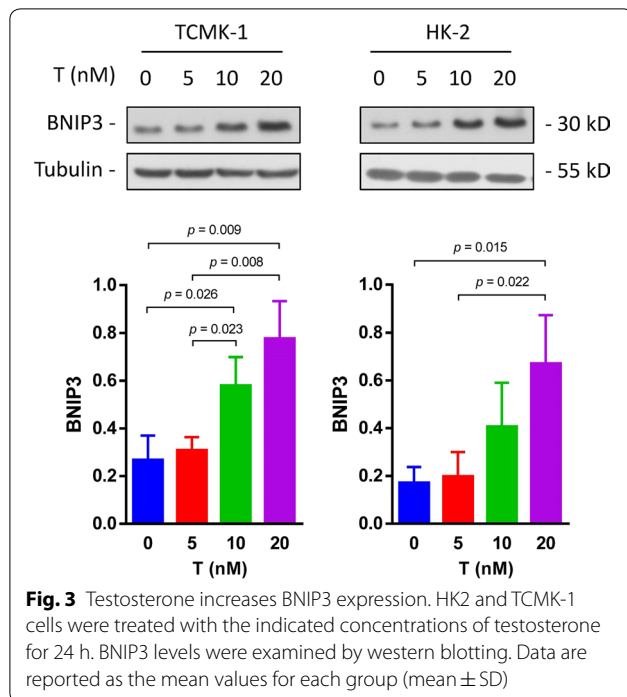 TCMK-1 HK-2
T (nM) 0 5 10 20 0 5 10 20
BNIP3 - - 30 kD
Tubulin - - 55 kD
p = 0.009
p = 0.008
p = 0.026
p = 0.023
1.0
0.8
0.6
0.4
0.2
0.0
BNIP3
0 5 10 20
T (nM)
p = 0.015
p = 0.022
1.0
0.8
0.6
0.4
0.2
0.0
BNIP3
0 5 10 20
T (nM)
Fig. 3 Testosterone increases BNIP3 expression. HK2 and TCMK-1
cells were treated with the indicated concentrations of testosterone
for 24 h. BNIP3 levels were examined by western blotting. Data are
reported as the mean values for each group (mean ± SD)